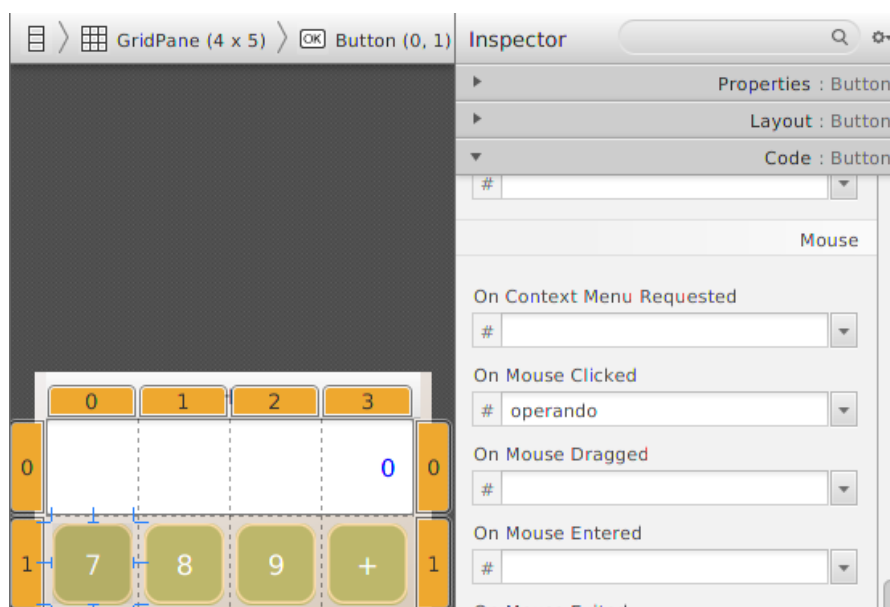 GridPane (4 x 5) OK Button (0, 1)
0 1 2 3
0 0 0
1 7 8 9 + 1
Inspector
Properties : Button
Layout : Button
Code : Button
#
Mouse
On Context Menu Requested
#
On Mouse Clicked
# operando
On Mouse Dragged
#
On Mouse Entered
#